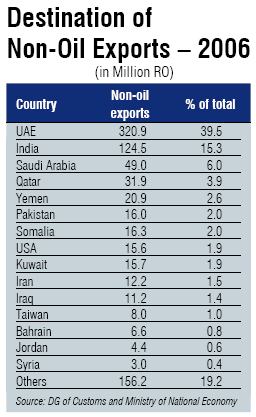 Destination of
Non-Oil Exports – 2006
(in Million RO)
Country Non-oil exports % of total
UAE 320.9 39.5
India 124.5 15.3
Saudi Arabia 49.0 6.0
Qatar 31.9 3.9
Yemen 20.9 2.6
Pakistan 16.0 2.0
Somalia 16.3 2.0
USA 15.6 1.9
Kuwait 15.7 1.9
Iran 12.2 1.5
Iraq 11.2 1.4
Taiwan 8.0 1.0
Bahrain 6.6 0.8
Jordan 4.4 0.6
Syria 3.0 0.4
Others 156.2 19.2
Source: DG of Customs and Ministry of National Economy